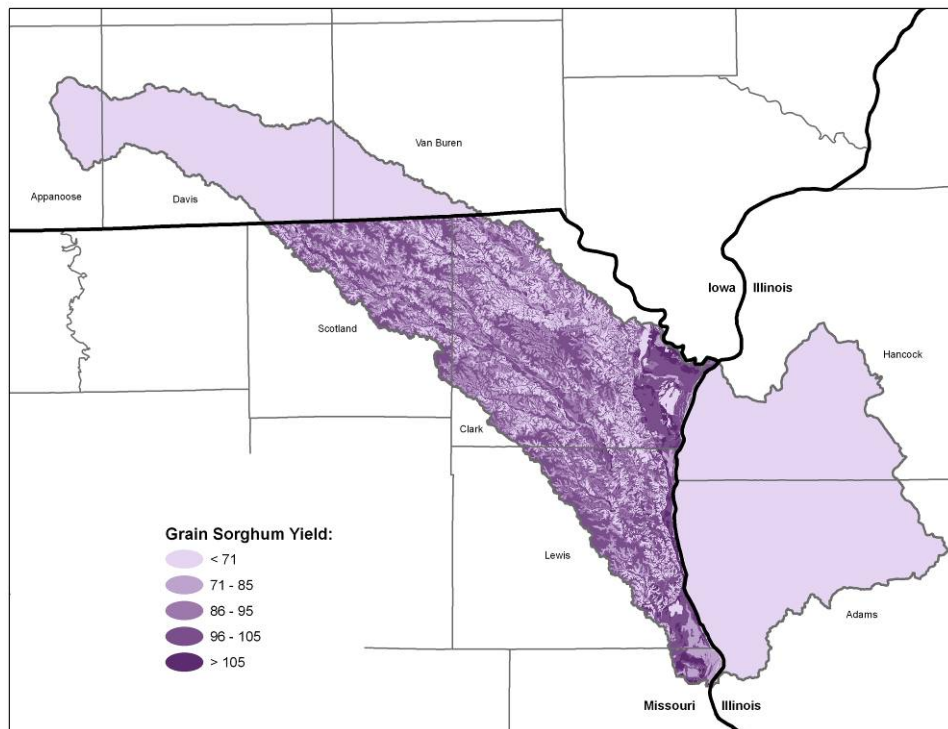 Van Buren
Appanoose
Davis
Iowa Illinois
Scotland
Hancock
Clark
Grain Sorghum Yield:
< 71
71 - 85
86 - 95
96 - 105
> 105
Lewis
Adams
Missouri Illinois